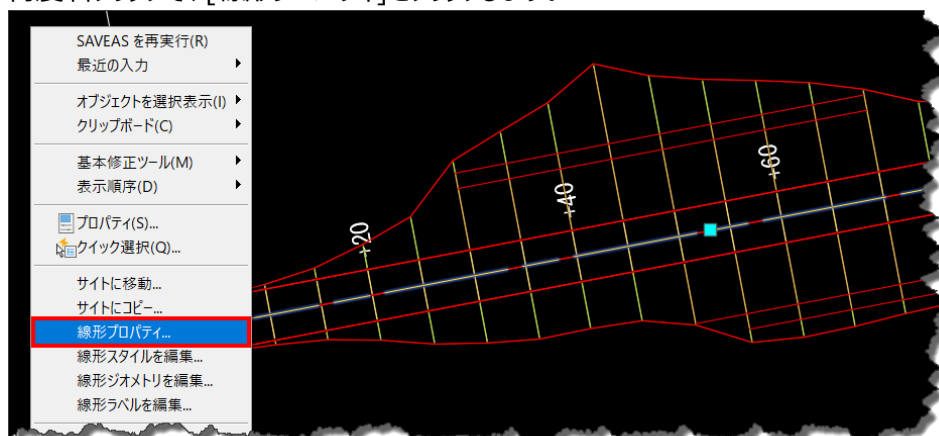 SAVEAS を再実行(R)
最近の入力
オブジェクトを選択表示(I)
クリップボード(C)
基本修正ツール(M)
表示順序(D)
プロパティ(S)...
クイック選択(Q)...
サイトに移動...
サイトにコピー...
線形プロパティ...
線形スタイルを編集...
線形ジオメトリを編集...
線形ラベルを編集...
+20
+40
+60